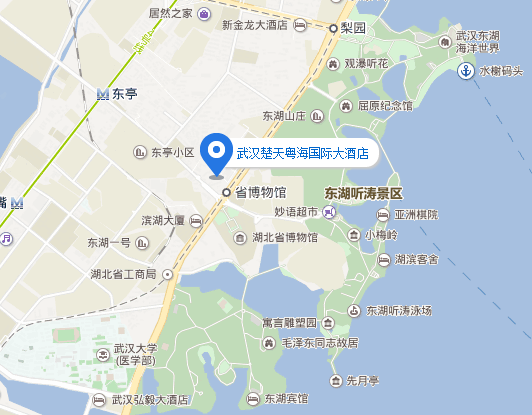 居然之家
新金龙大酒店
梨园
武汉东湖
海洋世界
观瀑听花
水榭码头
东亭
屈原纪念馆
东湖山庄
东亭小区
武汉楚天粤海国际大酒店
省博物馆
东湖听涛景区
嘴
妙语超市
亚洲棋院
滨湖大厦
小梅岭
东湖一号
湖北省博物馆
湖滨客舍
湖北省工商局
东湖听涛泳场
寓言雕塑园
毛泽东同志故居
武汉大学
(医学部)
先月亭
武汉弘毅大酒店
东湖宾馆